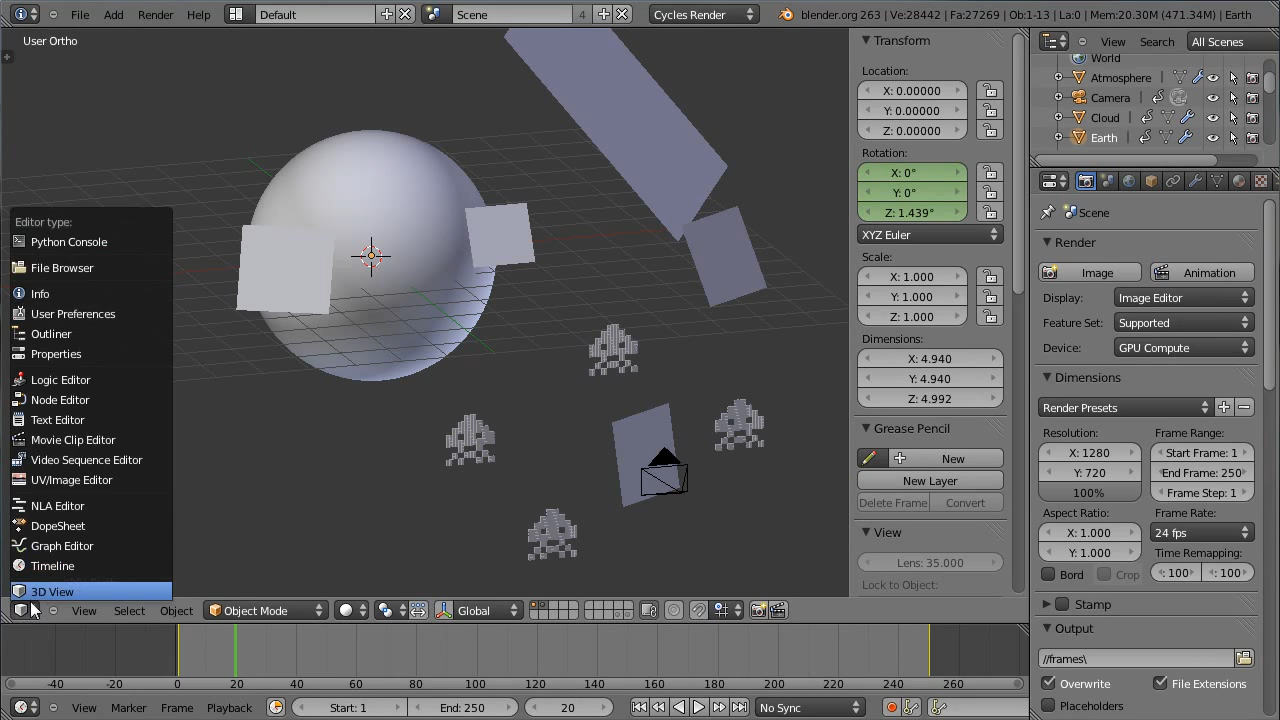 File Add Render Help Default Scene 4 Cycles Render blender.org 263 | Ve:28442 | Fa:27269 | Ob:1-13 | La:0 | Mem:20.30M (471.34M) | Earth
User Ortho
Editor type:
Python Console
File Browser
Info
User Preferences
Outliner
Properties
Logic Editor
Node Editor
Text Editor
Movie Clip Editor
Video Sequence Editor
UV/Image Editor
NLA Editor
DopeSheet
Graph Editor
Timeline
3D View
View Select Object Object Mode Global
Transform
Location:
X: 0.00000
Y: 0.00000
Z: 0.00000
Rotation:
X: 0°
Y: 0°
Z: 1.439°
XYZ Euler
Scale:
X: 1.000
Y: 1.000
Z: 1.000
Dimensions:
X: 4.940
Y: 4.940
Z: 4.992
Grease Pencil
New
New Layer
Delete Frame Convert
View
Lens: 35.000
Lock to Object:
View Search All Scenes
World
Atmosphere
Camera
Cloud
Earth
Scene
Render
Image Animation
Display: Image Editor
Feature Set: Supported
Device: GPU Compute
Dimensions
Render Presets
Resolution: Frame Range:
X: 1280 Start Frame: 1
Y: 720 End Frame: 250
100% Frame Step: 1
Aspect Ratio: Frame Rate:
X: 1.000 24 fps
Y: 1.000 Time Remapping:
Bord Crop : 100 : 100
Stamp
Output
//frames\
Overwrite File Extensions
Placeholders
-40 -20 0 20 40 60 80 100 120 140 160 180 200 220 240 260
View Marker Frame Playback Start: 1 End: 250 20 No Sync